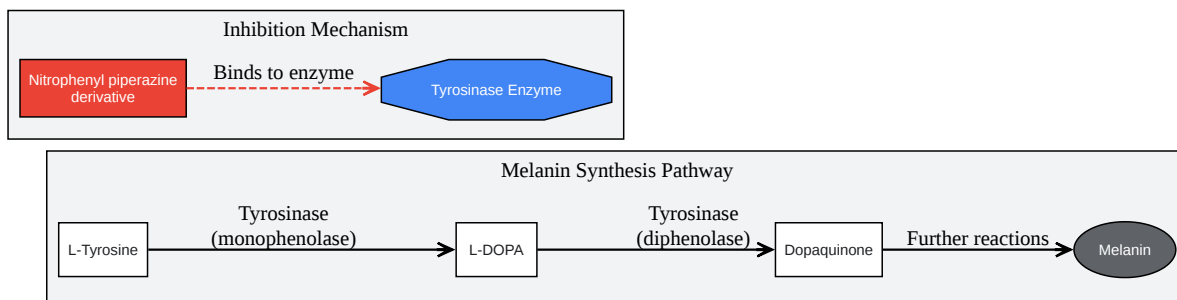 Inhibition Mechanism
Nitrophenyl piperazine
derivative
Binds to enzyme
Tyrosinase Enzyme
Melanin Synthesis Pathway
L-Tyrosine
Tyrosinase
(monophenolase)
L-DOPA
Tyrosinase
(diphenolase)
Dopaquinone
Further reactions
Melanin